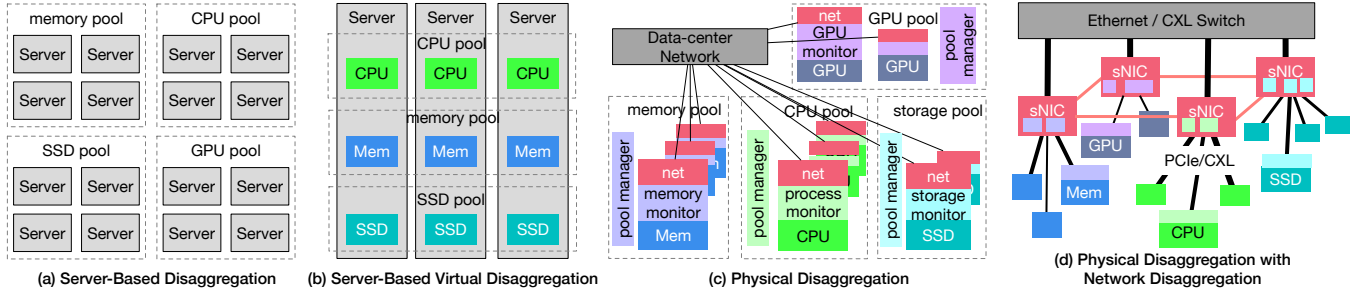 memory pool
Server Server
Server Server
CPU pool
Server Server
Server Server
SSD pool
Server Server
Server Server
GPU pool
Server Server
Server Server
(a) Server-Based Disaggregation
Server Server Server
CPU pool
CPU CPU CPU
memory pool
Mem Mem Mem
SSD pool
SSD SSD SSD
(b) Server-Based Virtual Disaggregation
Data-center
Network
GPU pool
net
GPU
monitor
GPU
GPU
pool manager
memory pool
pool manager
net
memory
monitor
Mem
CPU pool
pool manager
net
process
monitor
CPU
storage pool
pool manager
net
storage
monitor
SSD
(c) Physical Disaggregation
Ethernet / CXL Switch
sNIC
sNIC
sNIC
sNIC
GPU
PCIe/CXL
Mem
SSD
CPU
(d) Physical Disaggregation with
Network Disaggregation